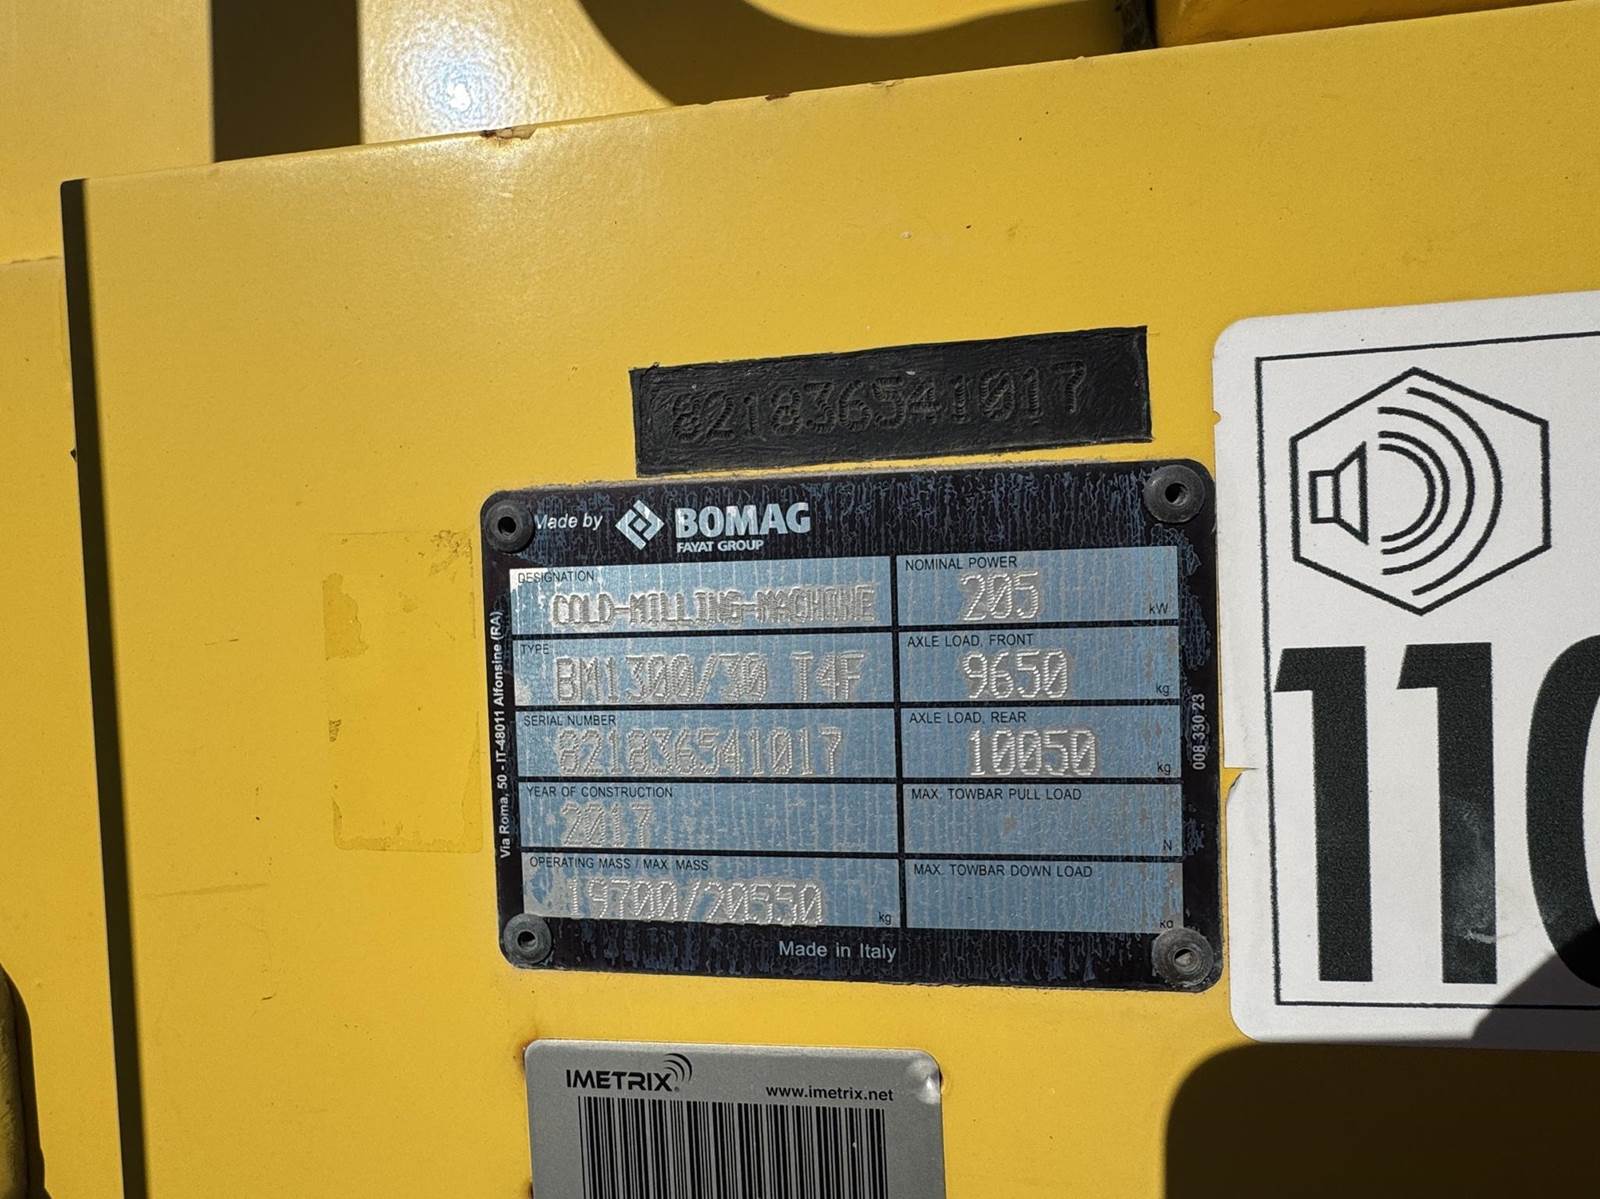 821836541017
Made by BOMAG
FAYAT GROUP
DESIGNATION
COLD-MILLING-MACHINE
TYPE
BM1300/30 T4F
SERIAL NUMBER
821836541017
YEAR OF CONSTRUCTION
2017
OPERATING MASS / MAX. MASS
19700/20550 kg
NOMINAL POWER
205 kW
AXLE LOAD, FRONT
9650 kg
AXLE LOAD, REAR
10050 kg
MAX. TOWBAR PULL LOAD
N
MAX. TOWBAR DOWN LOAD
kg
Made in Italy
Via Roma, 50 - IT-48011 Alfonsine (RA)
008 330 23
110
IMETRIX®
www.imetrix.net